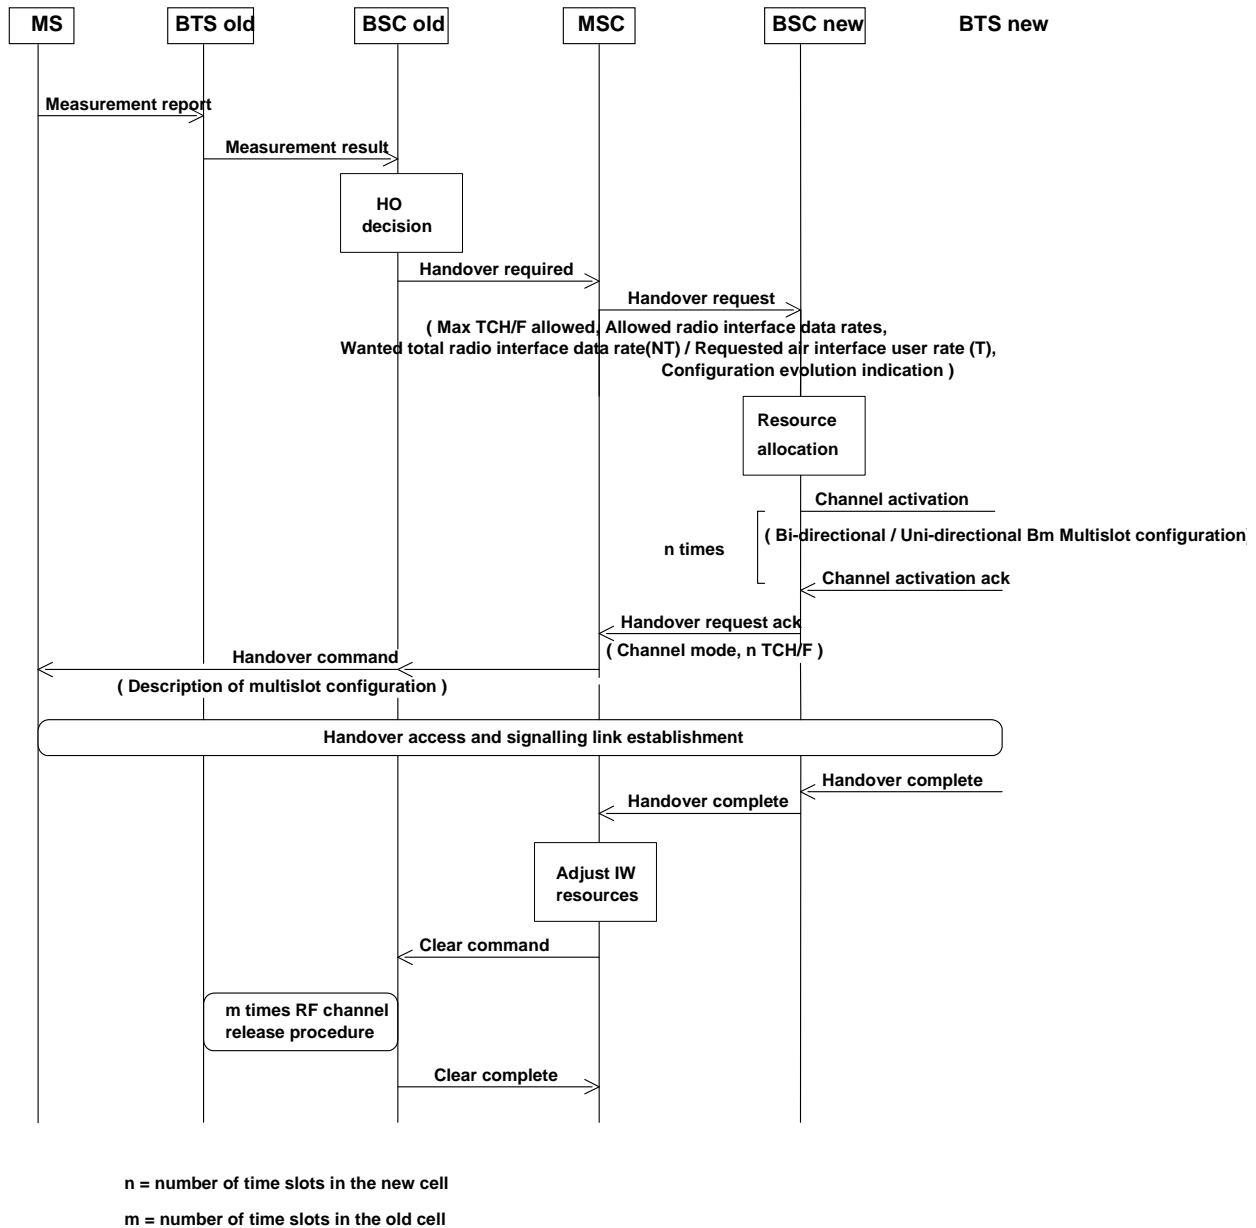 MS BTS old BSC old MSC BSC new BTS new
Measurement report
Measurement result
HO
decision
Handover required
Handover request
( Max TCH/F allowed, Allowed radio interface data rates,
Wanted total radio interface data rate(NT) / Requested air interface user rate (T),
Configuration evolution indication )
Resource
allocation
Channel activation
( Bi-directional / Uni-directional Bm Multislot configuration)
n times
Channel activation ack
Handover request ack
( Channel mode, n TCH/F )
Handover command
( Description of multislot configuration )
Handover access and signalling link establishment
Handover complete
Handover complete
Adjust IW
resources
Clear command
m times RF channel
release procedure
Clear complete
n = number of time slots in the new cell
m = number of time slots in the old cell